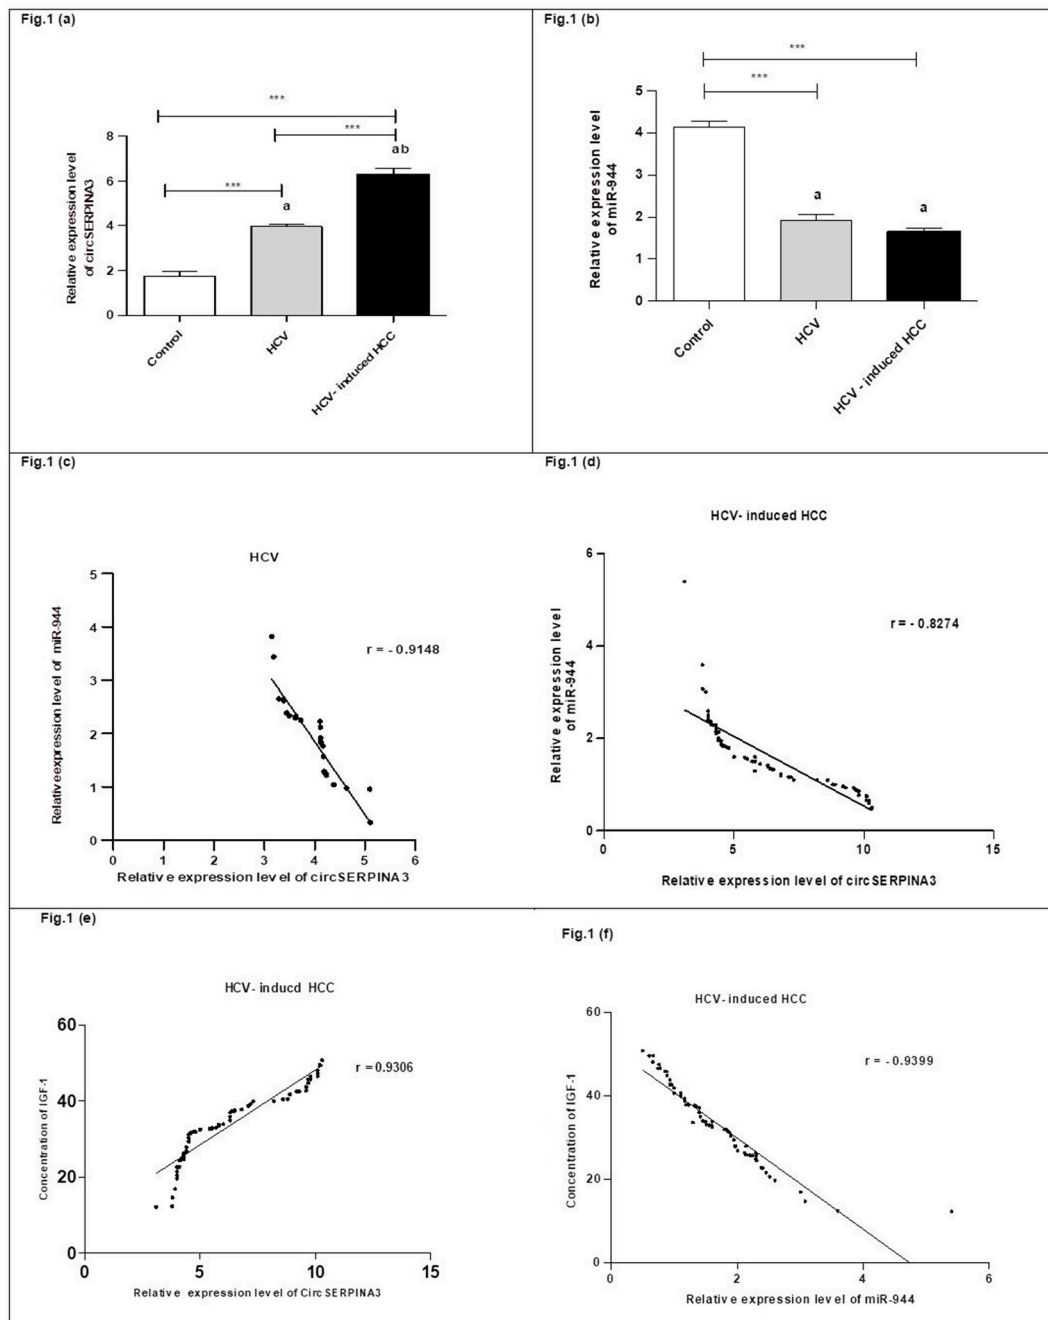 Fig.1 (a)
***
***
ab
***
a
Relative expression level
of circSERPINA3
8
6
4
2
0
Control
HCV
HCV- induced HCC
Fig.1 (b)
***
***
a
a
Relative expression level
of miR-944
5
4
3
2
1
0
Control
HCV
HCV - induced HCC
Fig.1 (c)
HCV
r = - 0.9148
Relativeexpression level of miR-944
5
4
3
2
1
0
0 1 2 3 4 5 6
Relative expression level of circSERPINA3
Fig.1 (d)
HCV- induced HCC
r = - 0.8274
Relative expression level
of miR-944
6
4
2
0
0 5 10 15
Relative expression level of circSERPINA3
Fig.1 (e)
HCV- inducd HCC
r =0.9306
Concentration of IGF-1
60
40
20
0
0 5 10 15
Relative expression level of Circ SERPINA3
Fig.1 (f)
HCV-induced HCC
r = -0.9399
Concentration of IGF-1
60
40
20
0
0 2 4 6
Relative expression level of miR-944